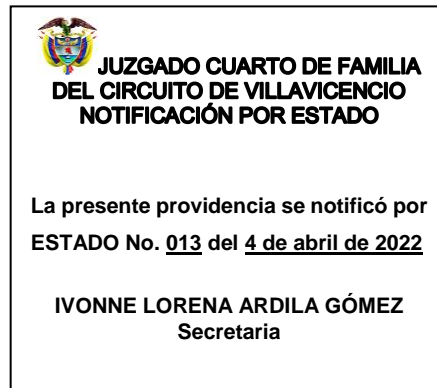 JUZGADO CUARTO DE FAMILIA
DEL CIRCUITO DE VILLAVICENCIO
NOTIFICACIÓN POR ESTADO
La presente providencia se notificó por
ESTADO No. 013 del 4 de abril de 2022
IVONNE LORENA ARDILA GÓMEZ
Secretaria